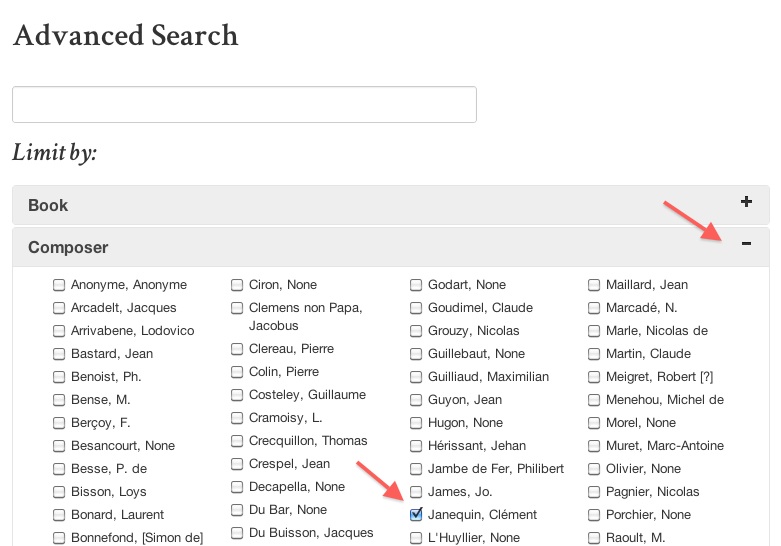 Advanced Search
Limit by:
Book
Composer
Anonyme, Anonyme
Arcadelt, Jacques
Arrivabene, Lodovico
Bastard, Jean
Benoist, Ph.
Bense, M.
Berçoy, F.
Besancourt, None
Besse, P. de
Bisson, Loys
Bonard, Laurent
Bonnefond, [Simon de]
Ciron, None
Clemens non Papa,
Jacobus
Clereau, Pierre
Colin, Pierre
Costeley, Guillaume
Cramoisy, L.
Crecquillon, Thomas
Crespel, Jean
Decapella, None
Du Bar, None
Du Buisson, Jacques
Godart, None
Goudimel, Claude
Grouzy, Nicolas
Guillebaut, None
Guilliaud, Maximilian
Guyon, Jean
Hugon, None
Hérissant, Jehan
Jambe de Fer, Philibert
James, Jo.
Janequin, Clément
L'Huyllier, None
Maillard, Jean
Marcadé, N.
Marle, Nicolas de
Martin, Claude
Meigret, Robert [?]
Menehou, Michel de
Morel, None
Muret, Marc-Antoine
Olivier, None
Pagnier, Nicolas
Porchier, None
Raoult, M.